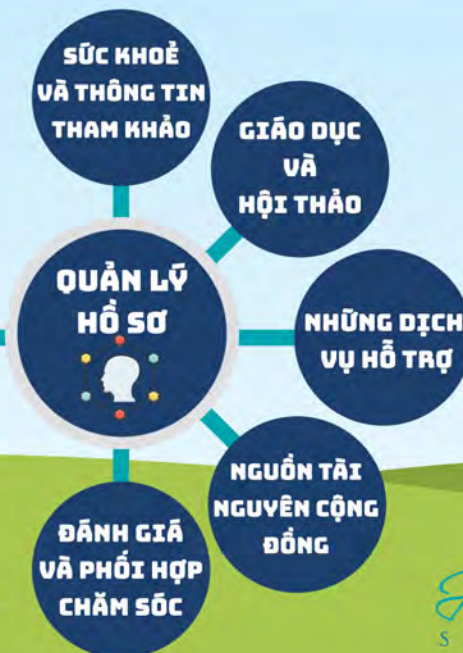 SỨC KHOẺ
VÀ THÔNG TIN
THAM KHẢO
GIÁO DỤC
VÀ
HỘI THẢO
QUẢN LÝ
HỒ SƠ
NHỮNG DỊCH
VỤ HỖ TRỢ
NGUỒN TÀI
NGUYÊN CỘNG
ĐỒNG
ĐÁNH GIÁ
VÀ PHỐI HỢP
CHĂM SÓC